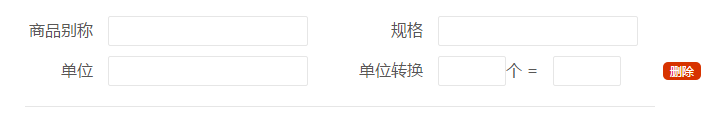 商品别称 规格
单位 单位转换 个 = 删除